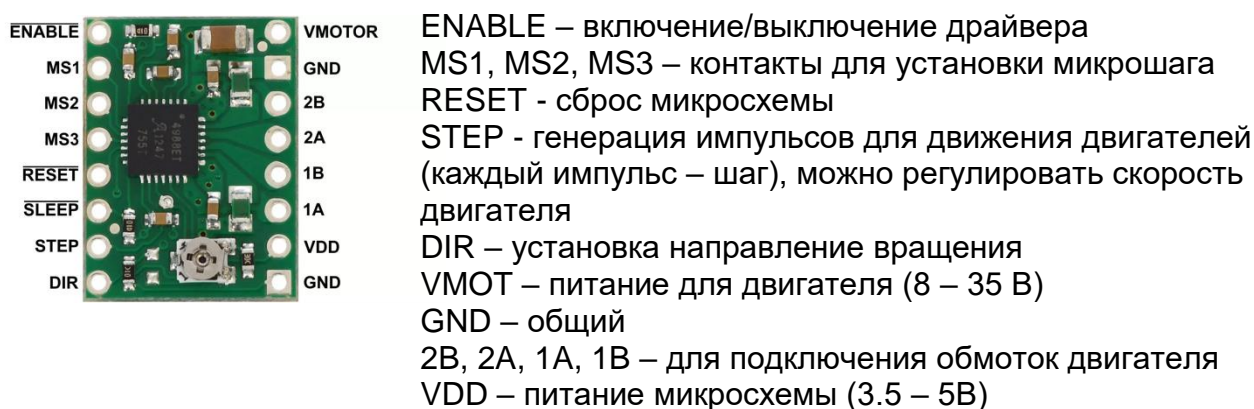 ENABLE
MS1
MS2
MS3
RESET
SLEEP
STEP
DIR
VMOTOR
GND
2B
2A
1B
1A
VDD
GND
4988ET
1247
ENABLE – включение/выключение драйвера
MS1, MS2, MS3 – контакты для установки микрошага
RESET - сброс микросхемы
STEP - генерация импульсов для движения двигателей
(каждый импульс – шаг), можно регулировать скорость
двигателя
DIR – установка направление вращения
VMOT – питание для двигателя (8 – 35 В)
GND – общий
2B, 2A, 1A, 1B – для подключения обмоток двигателя
VDD – питание микросхемы (3.5 – 5В)